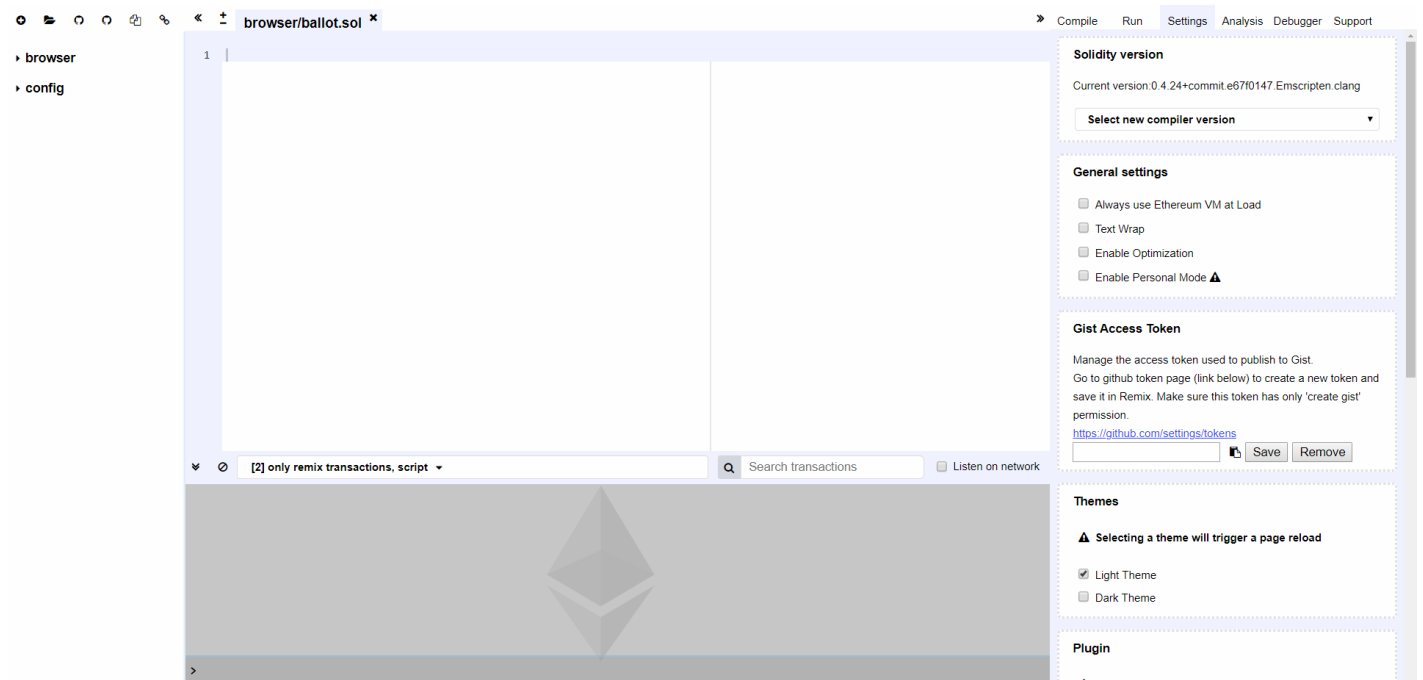 browser/ballot.sol
Compile Run Settings Analysis Debugger Support
browser
config
1
Solidity version
Current version:0.4.24+commit.e67f0147.Emscripten.clang
Select new compiler version
General settings
Always use Ethereum VM at Load
Text Wrap
Enable Optimization
Enable Personal Mode
Gist Access Token
Manage the access token used to publish to Gist.
Go to github token page (link below) to create a new token and
save it in Remix. Make sure this token has only 'create gist'
permission.
https://github.com/settings/tokens
Save Remove
[2] only remix transactions, script
Search transactions
Listen on network
Themes
Selecting a theme will trigger a page reload
Light Theme
Dark Theme
Plugin
>